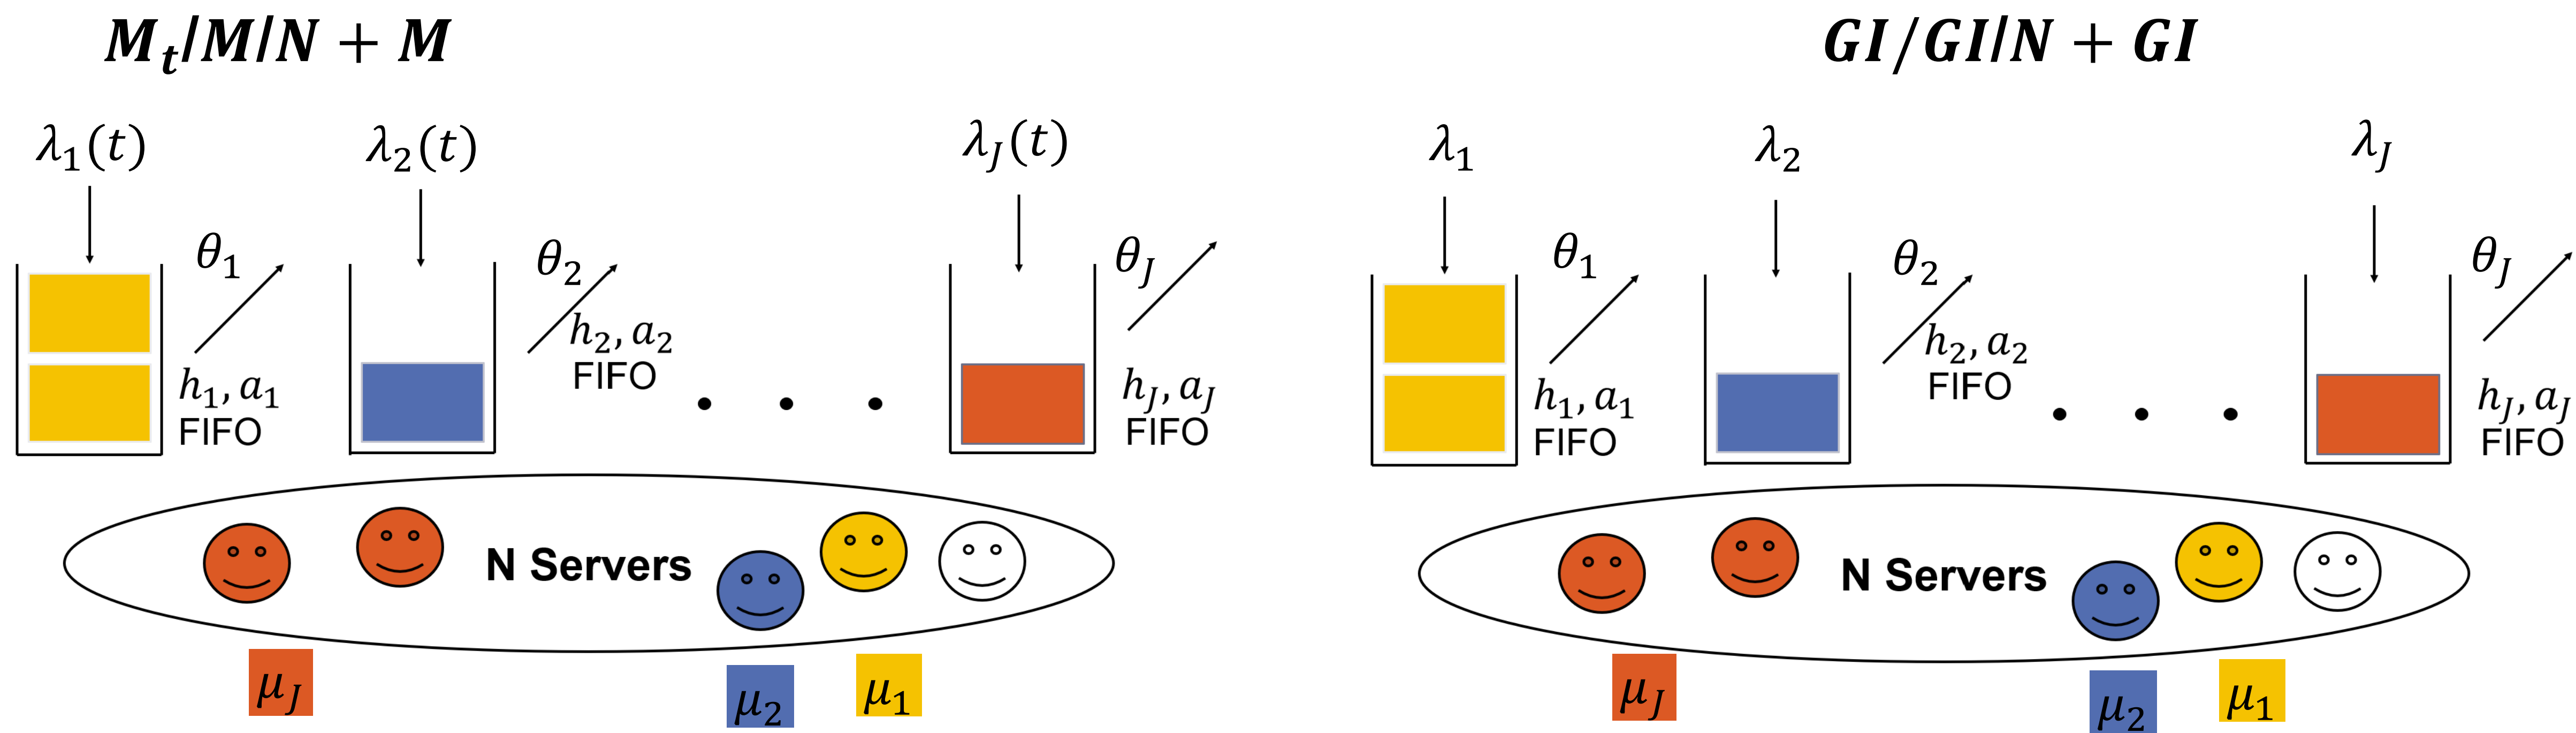 M_t/M/N + M
λ_1(t) λ_2(t) λ_J(t)
θ_1 θ_2 θ_J
h_2, a_2
FIFO
h_1, a_1
FIFO
h_J, a_J
FIFO
. . .
N Servers
μ_J μ_2 μ_1
GI/GI/N + GI
λ_1 λ_2 λ_J
θ_1 θ_2 θ_J
h_2, a_2
FIFO
h_1, a_1
FIFO
h_J, a_J
FIFO
. . .
N Servers
μ_J μ_2 μ_1